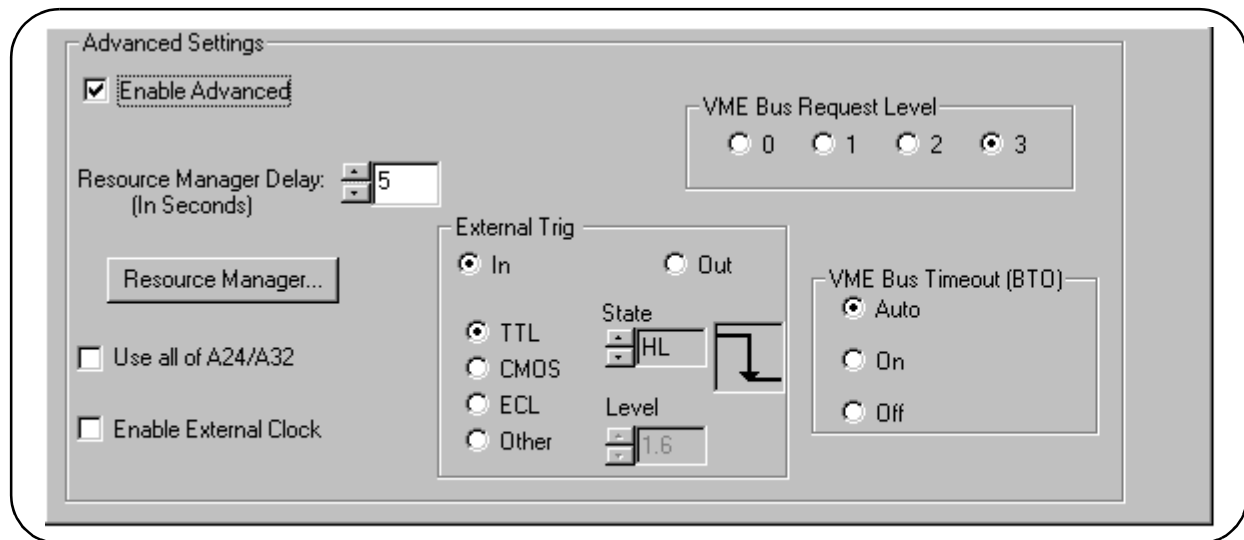 Advanced Settings
Enable Advanced
VME Bus Request Level
0 1 2 3
Resource Manager Delay: 5
(In Seconds)
Resource Manager...
Use all of A24/A32
Enable External Clock
External Trig
In Out
TTL
CMOS
ECL
Other
State
HL
Level
1.6
VME Bus Timeout (BTO)
Auto
On
Off